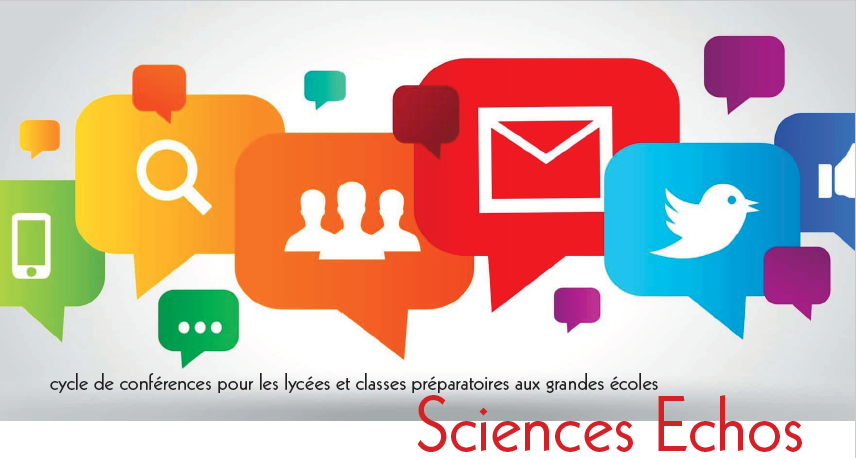 cycle de conférences pour les lycées et classes préparatoires aux grandes écoles
Sciences Echos